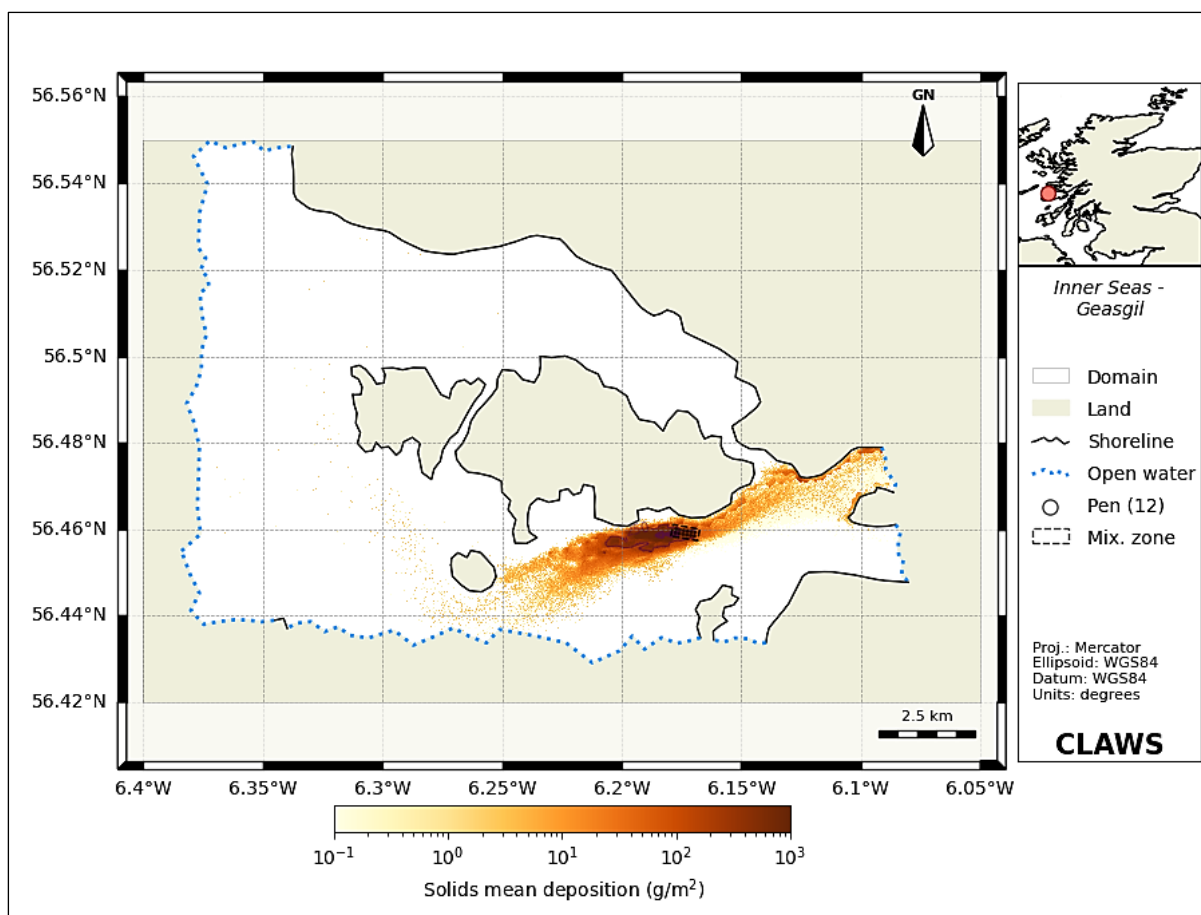 56.56°N
56.54°N
56.52°N
56.5°N
56.48°N
56.46°N
56.44°N
56.42°N
6.4°W
6.35°W
6.3°W
6.25°W
6.2°W
6.15°W
6.1°W
6.05°W
GN
2.5 km
10⁻¹
10⁰
10¹
10²
10³
Solids mean deposition (g/m²)
Inner Seas -
Geasgil
Domain
Land
Shoreline
Open water
Pen (12)
Mix. zone
Proj.: Mercator
Ellipsoid: WGS84
Datum: WGS84
Units: degrees
CLAWS